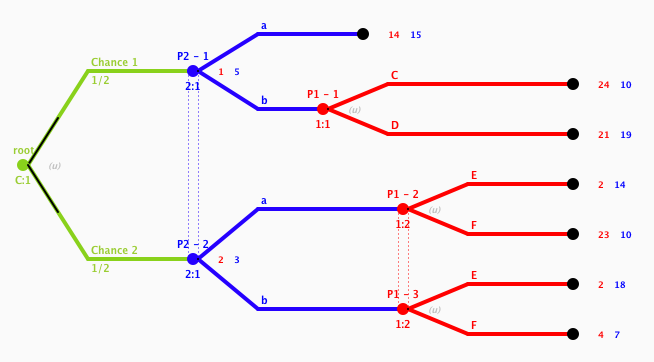 a
14 15
P2 - 1
Chance 1
1/2
1 5
2:1
C
24 10
P1 - 1
(u)
b
1:1
D
21 19
root
(u)
C:1
E
2 14
P1 - 2
(u)
a
1:2
F
23 10
P2 - 2
Chance 2
1/2
2 3
2:1
E
2 18
P1 - 3
(u)
b
1:2
F
4 7